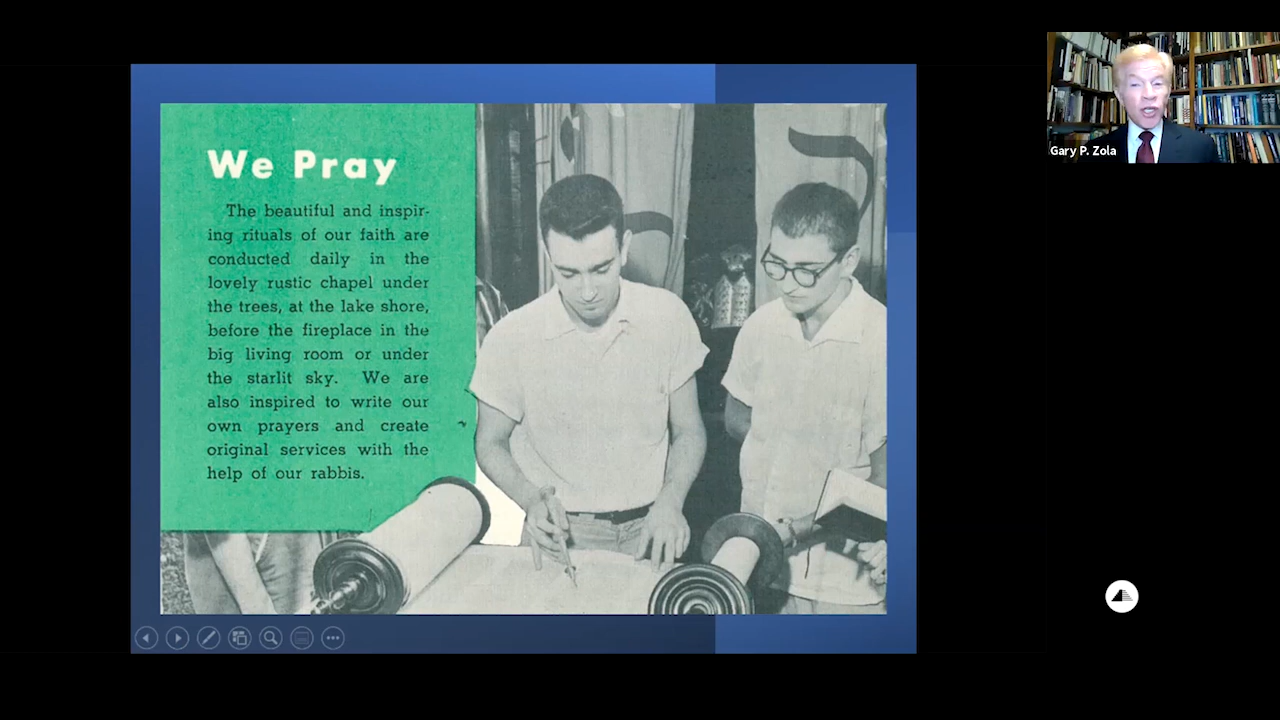 We Pray
The beautiful and inspir-
ing rituals of our faith are
conducted daily in the
lovely rustic chapel under
the trees, at the lake shore,
before the fireplace in the
big living room or under
the starlit sky. We are
also inspired to write our
own prayers and create
original services with the
help of our rabbis.
Gary P. Zola